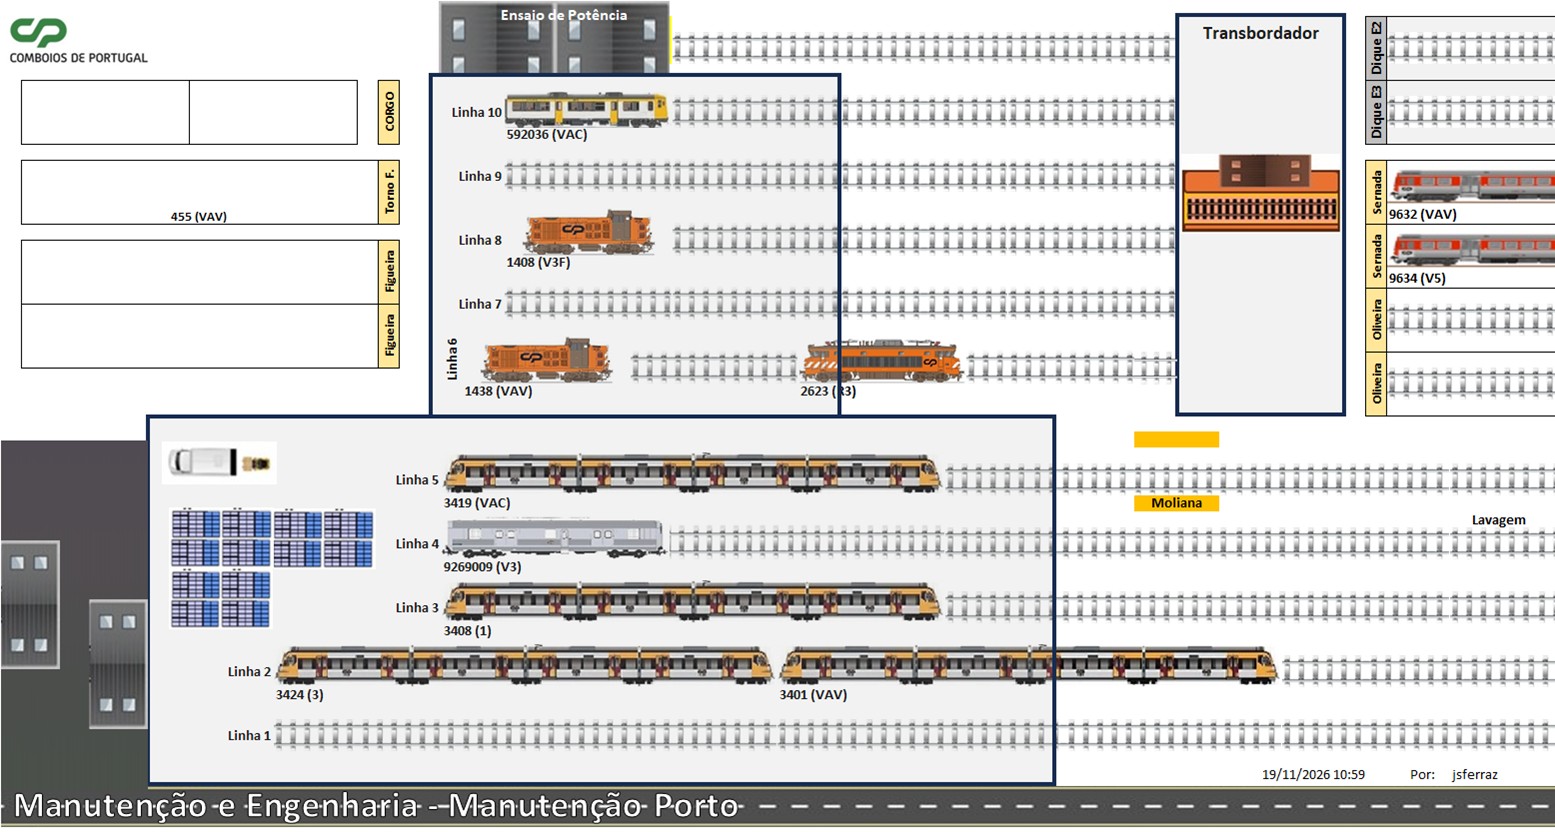 Ensaio de Potência
Transbordador
Dique E2
CP
COMBOIOS DE PORTUGAL
CORGO
Linha 10
592036 (VAC)
Dique E3
Torno F.
455 (VAV)
Linha 9
Sernada
9632 (VAV)
Linha 8
1408 (V3F)
Sernada
9634 (V5)
Figueira
Linha 7
Oliveira
Figueira
Linha 6
1438 (VAV)
2623 (R3)
Oliveira
Linha 5
3419 (VAC)
Moliana
Lavagem
Linha 4
9269009 (V3)
Linha 3
3408 (1)
Linha 2
3424 (3)
3401 (VAV)
Linha 1
19/11/2026 10:59
Por: jsferraz
Manutenção e Engenharia - Manutenção Porto